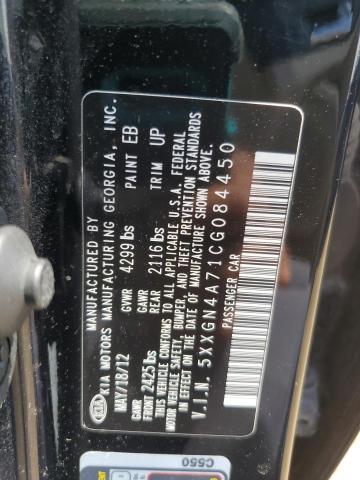 MANUFACTURED BY
KIA KIA MOTORS MANUFACTURING GEORGIA, INC.
MAY/18/12 GVWR 4299 lbs PAINT EB
GAWR FRONT 2425 lbs GAWR REAR 2116 lbs TRIM UP
THIS VEHICLE CONFORMS TO ALL APPLICABLE U.S.A. FEDERAL
MOTOR VEHICLE SAFETY, BUMPER, AND THEFT PREVENTION STANDARDS
IN EFFECT ON THE DATE OF MANUFACTURE SHOWN ABOVE.
V.I.N. 5XXGN4A71CG084450
PASSENGER CAR
C550